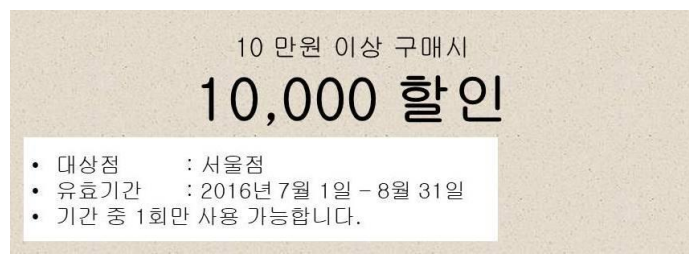 10 만원 이상 구매시
10,000 할인
• 대상점 : 서울점
• 유효기간 : 2016년 7월 1일 – 8월 31일
• 기간 중 1회만 사용 가능합니다.